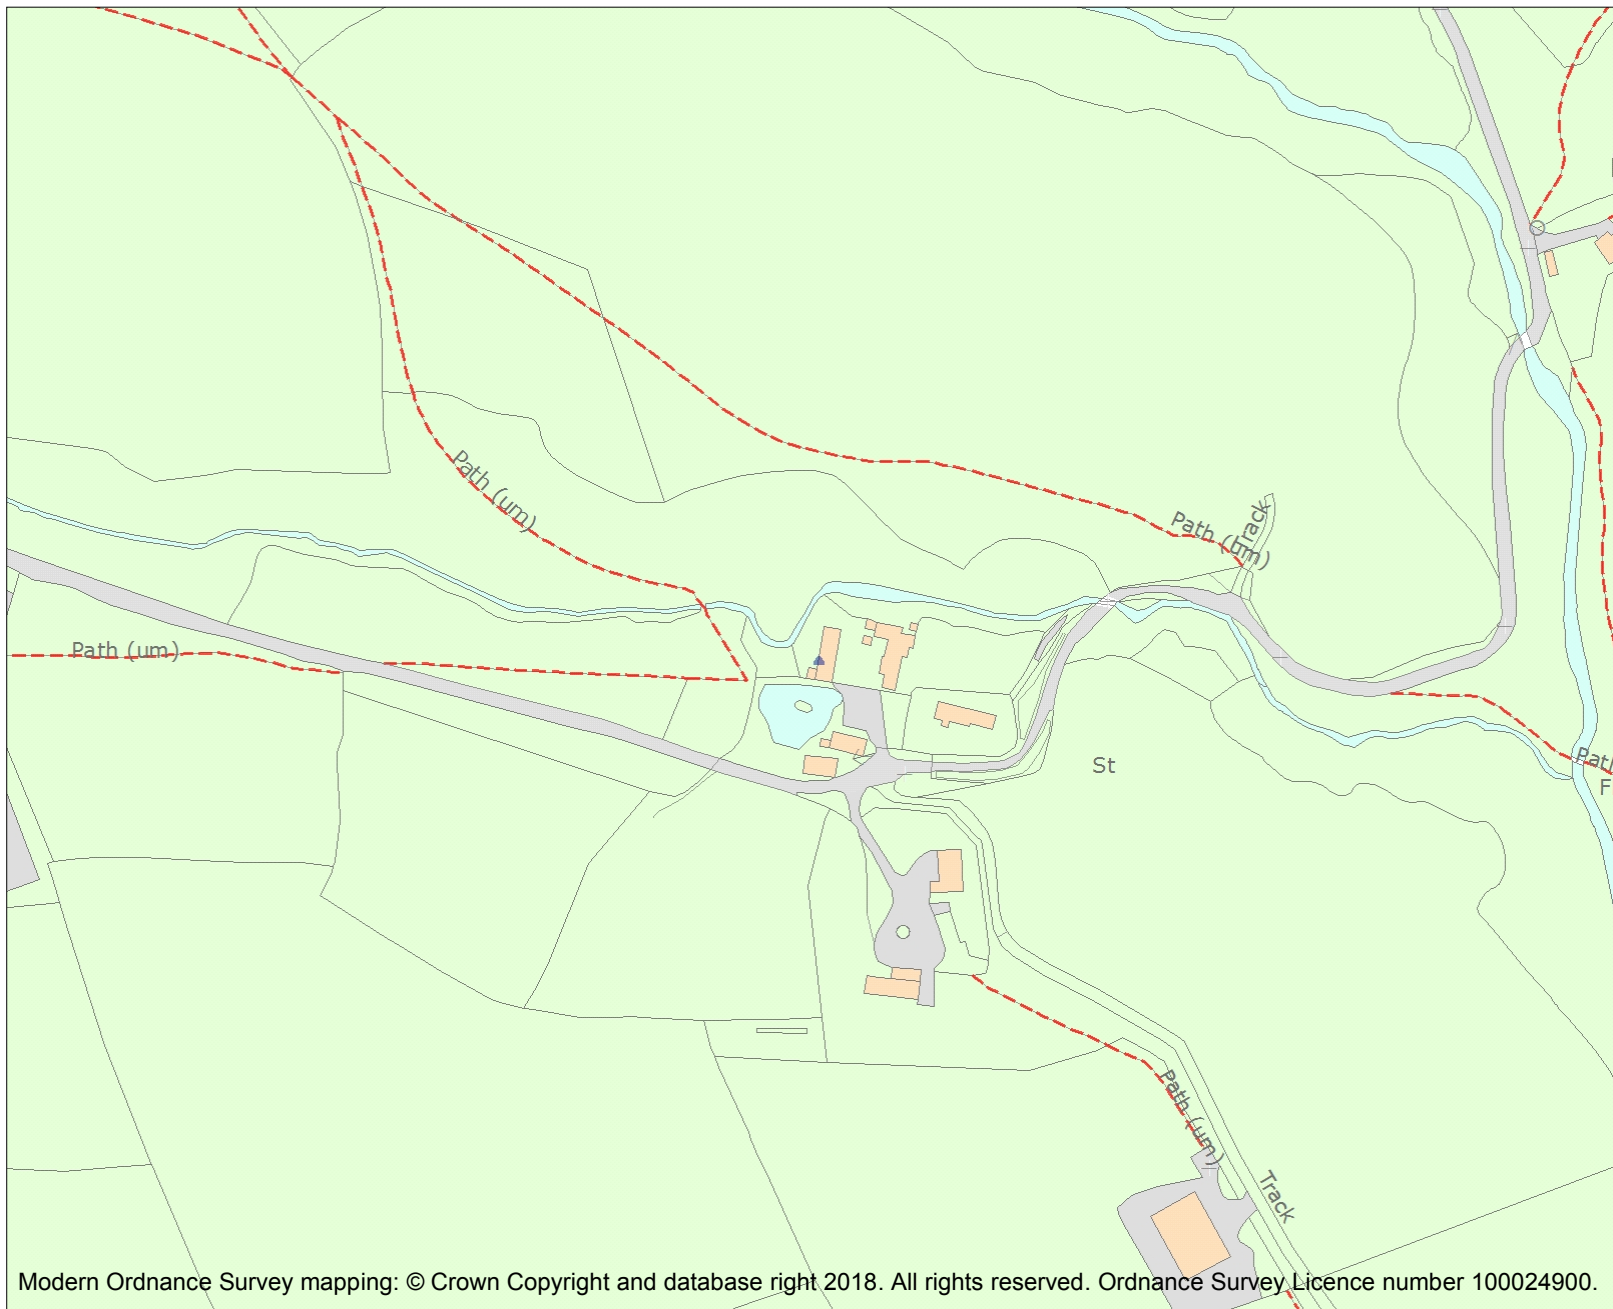 Path (um)
Path (um)
Track
Path (um)
St
Path
F
Path (um)
Track
Modern Ordnance Survey mapping: © Crown Copyright and database right 2018. All rights reserved. Ordnance Survey Licence number 100024900.